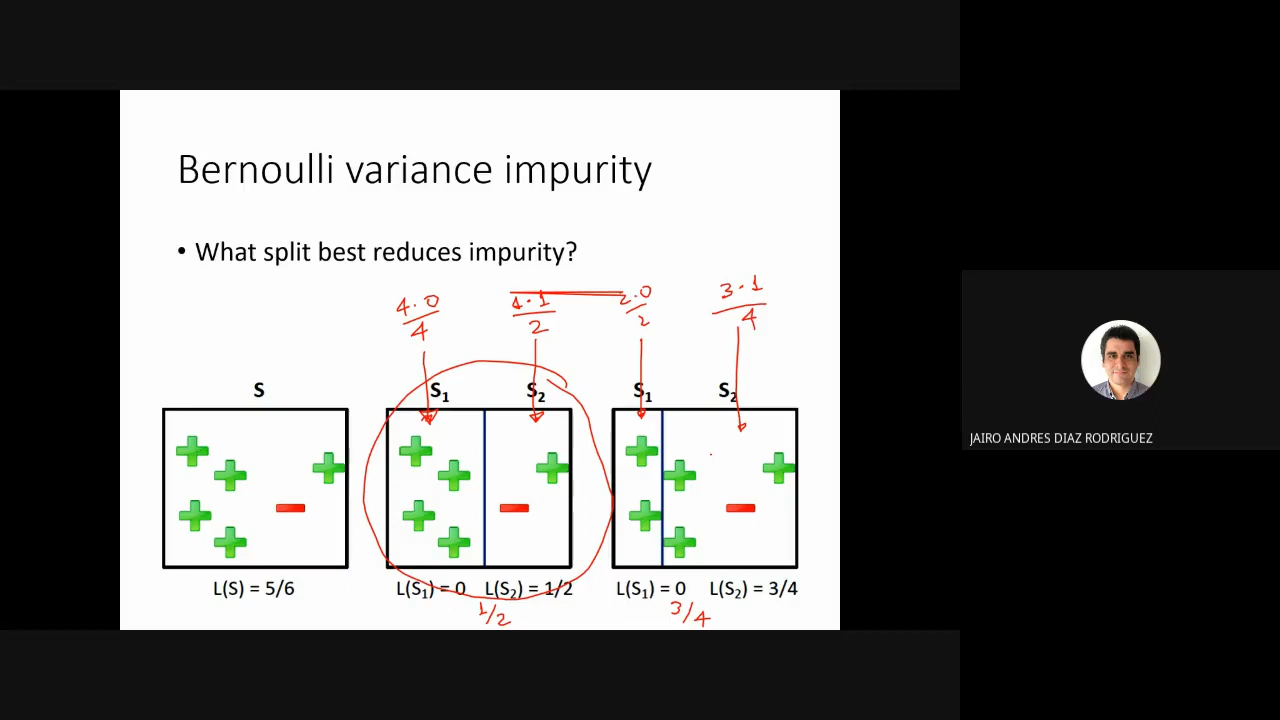 Bernoulli variance impurity
• What split best reduces impurity?
4·0/4 1·1/2 2·0/2 3·1/4
S S₁ S₂ S₁ S₂
L(S) = 5/6 L(S₁) = 0 L(S₂) = 1/2 L(S₁) = 0 L(S₂) = 3/4
1/2 3/4
JAIRO ANDRES DIAZ RODRIGUEZ